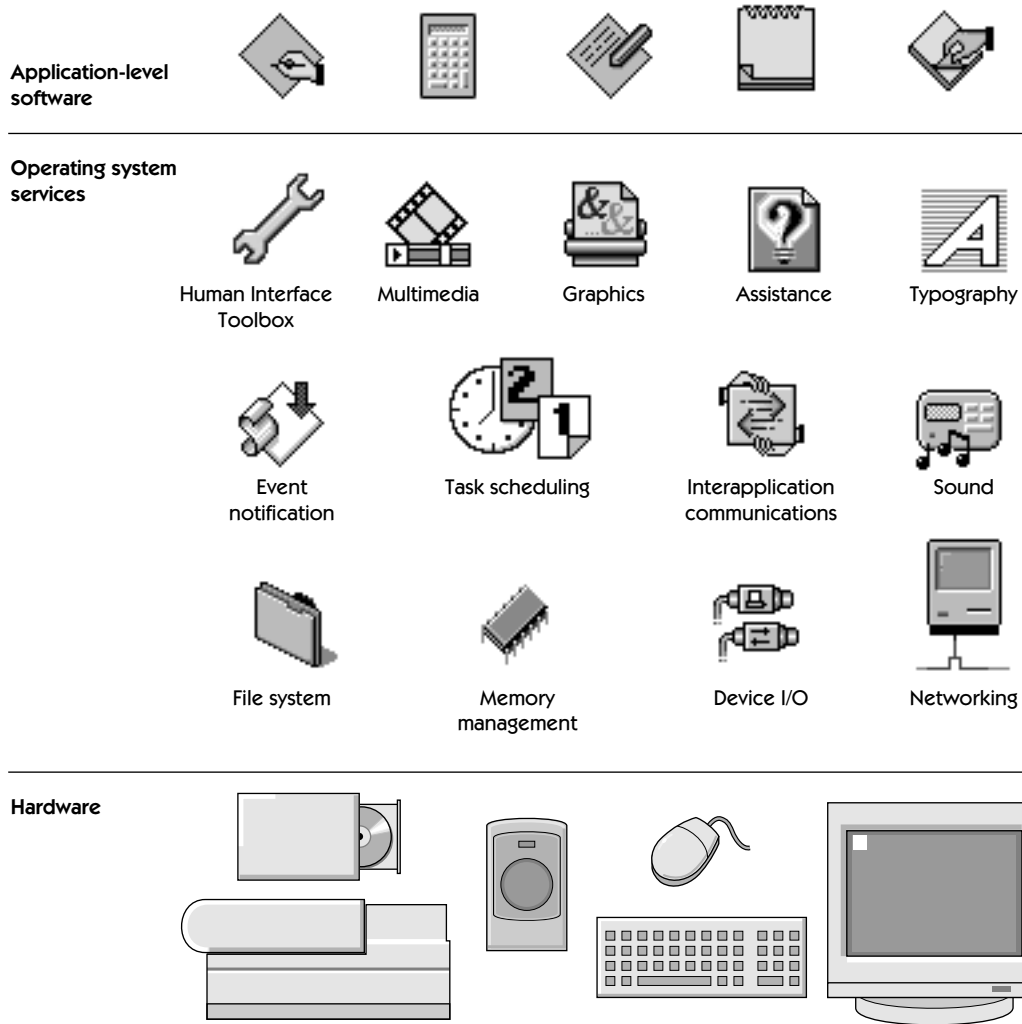 Application-level
software
Operating system
services
Human Interface
Toolbox
Multimedia
Graphics
Assistance
Typography
Event
notification
Task scheduling
Interapplication
communications
Sound
File system
Memory
management
Device I/O
Networking
Hardware